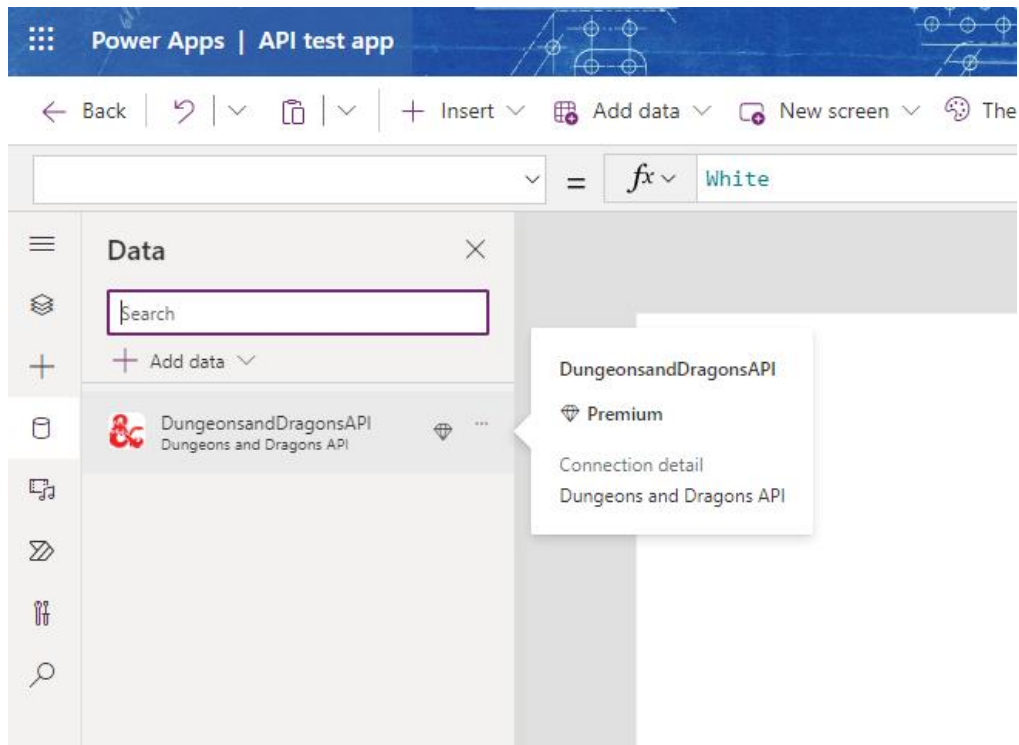 Power Apps | API test app
Back
Insert
Add data
New screen
The
=
fx
White
Data
Search
Add data
DungeonsandDragonsAPI
Dungeons and Dragons API
DungeonsandDragonsAPI
Premium
Connection detail
Dungeons and Dragons API